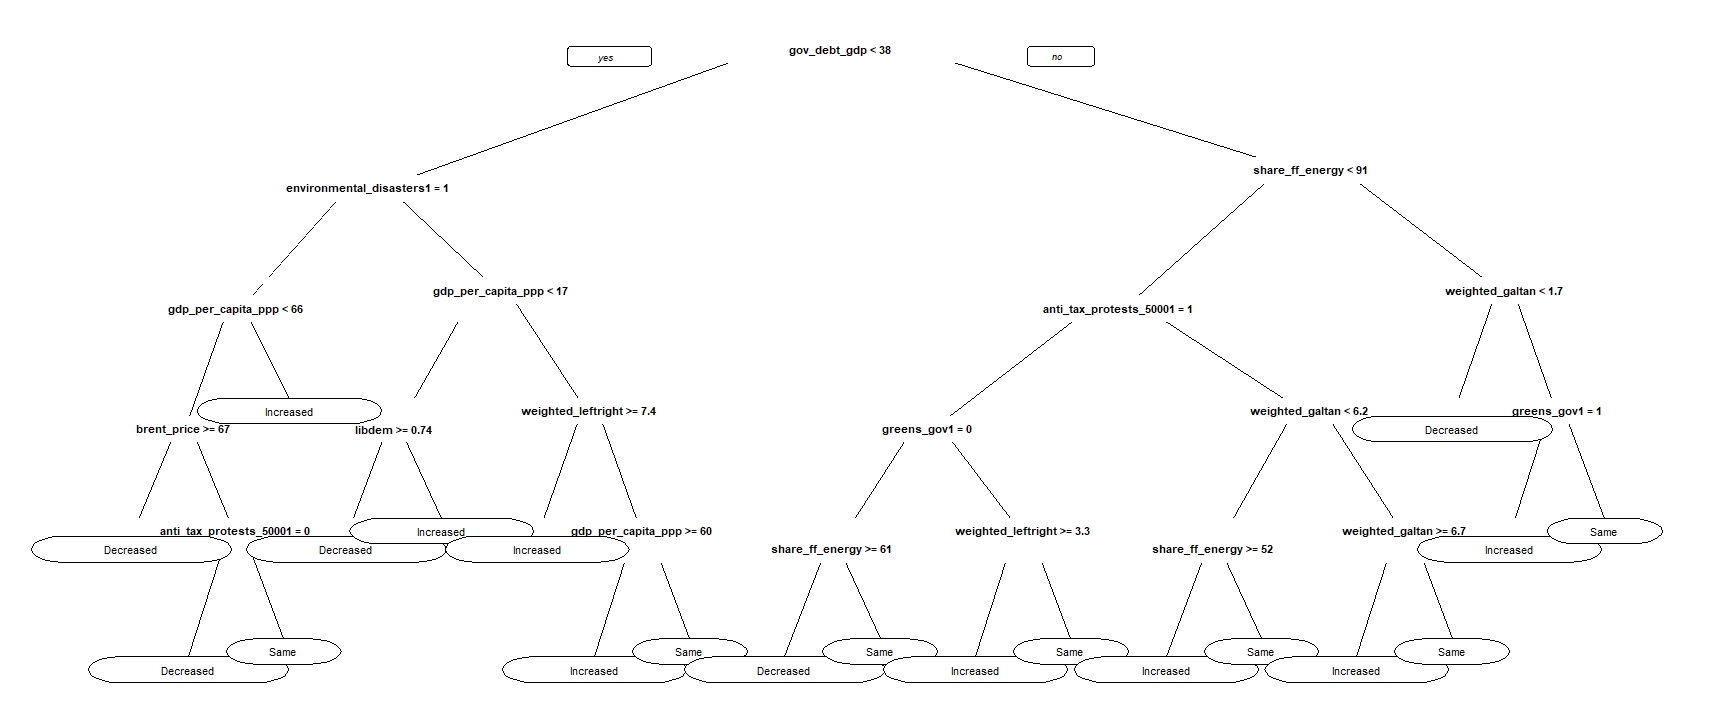 gov_debt_gdp < 38
yes
no
share_ff_energy < 91
environmental_disasters1 = 1
gdp_per_capita_ppp < 17
weighted_galtan < 1.7
gdp_per_capita_ppp < 66
anti_tax_protests_50001 = 1
Increased
weighted_leftright >= 7.4
weighted_galtan < 6.2
greens_gov1 = 1
brent_price >= 67
libdem >= 0.74
greens_gov1 = 0
Decreased
anti_tax_protests_50001 = 0
Increased
gdp_per_capita_ppp >= 60
weighted_leftright >= 3.3
weighted_galtan >= 6.7
Same
Decreased
Decreased
Increased
share_ff_energy >= 61
share_ff_energy >= 52
Increased
Same
Same
Same
Same
Same
Same
Decreased
Increased
Decreased
Increased
Increased
Increased